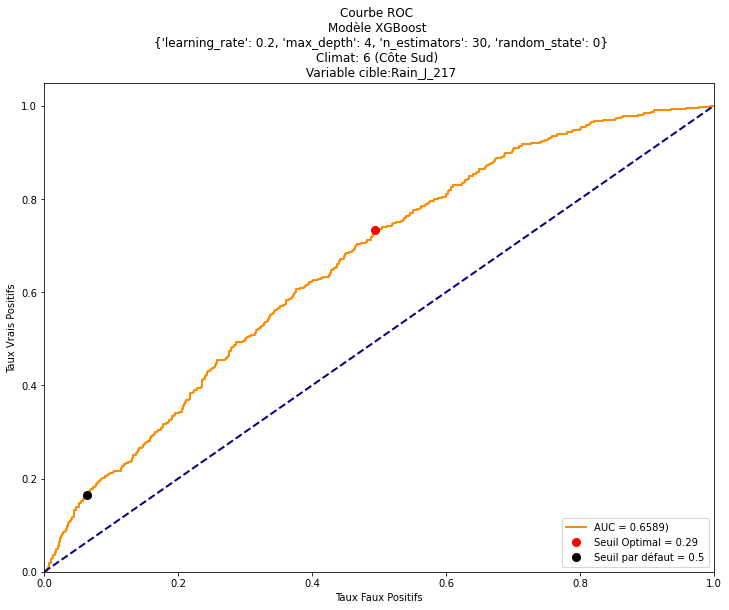 Courbe ROC
Modèle XGBoost
{'learning_rate': 0.2, 'max_depth': 4, 'n_estimators': 30, 'random_state': 0}
Climat: 6 (Côte Sud)
Variable cible:Rain_J_217
1.0
0.8
0.6
0.4
0.2
0.0
Taux Vrais Positifs
AUC = 0.6589)
Seuil Optimal = 0.29
Seuil par défaut = 0.5
0.0 0.2 0.4 0.6 0.8 1.0
Taux Faux Positifs